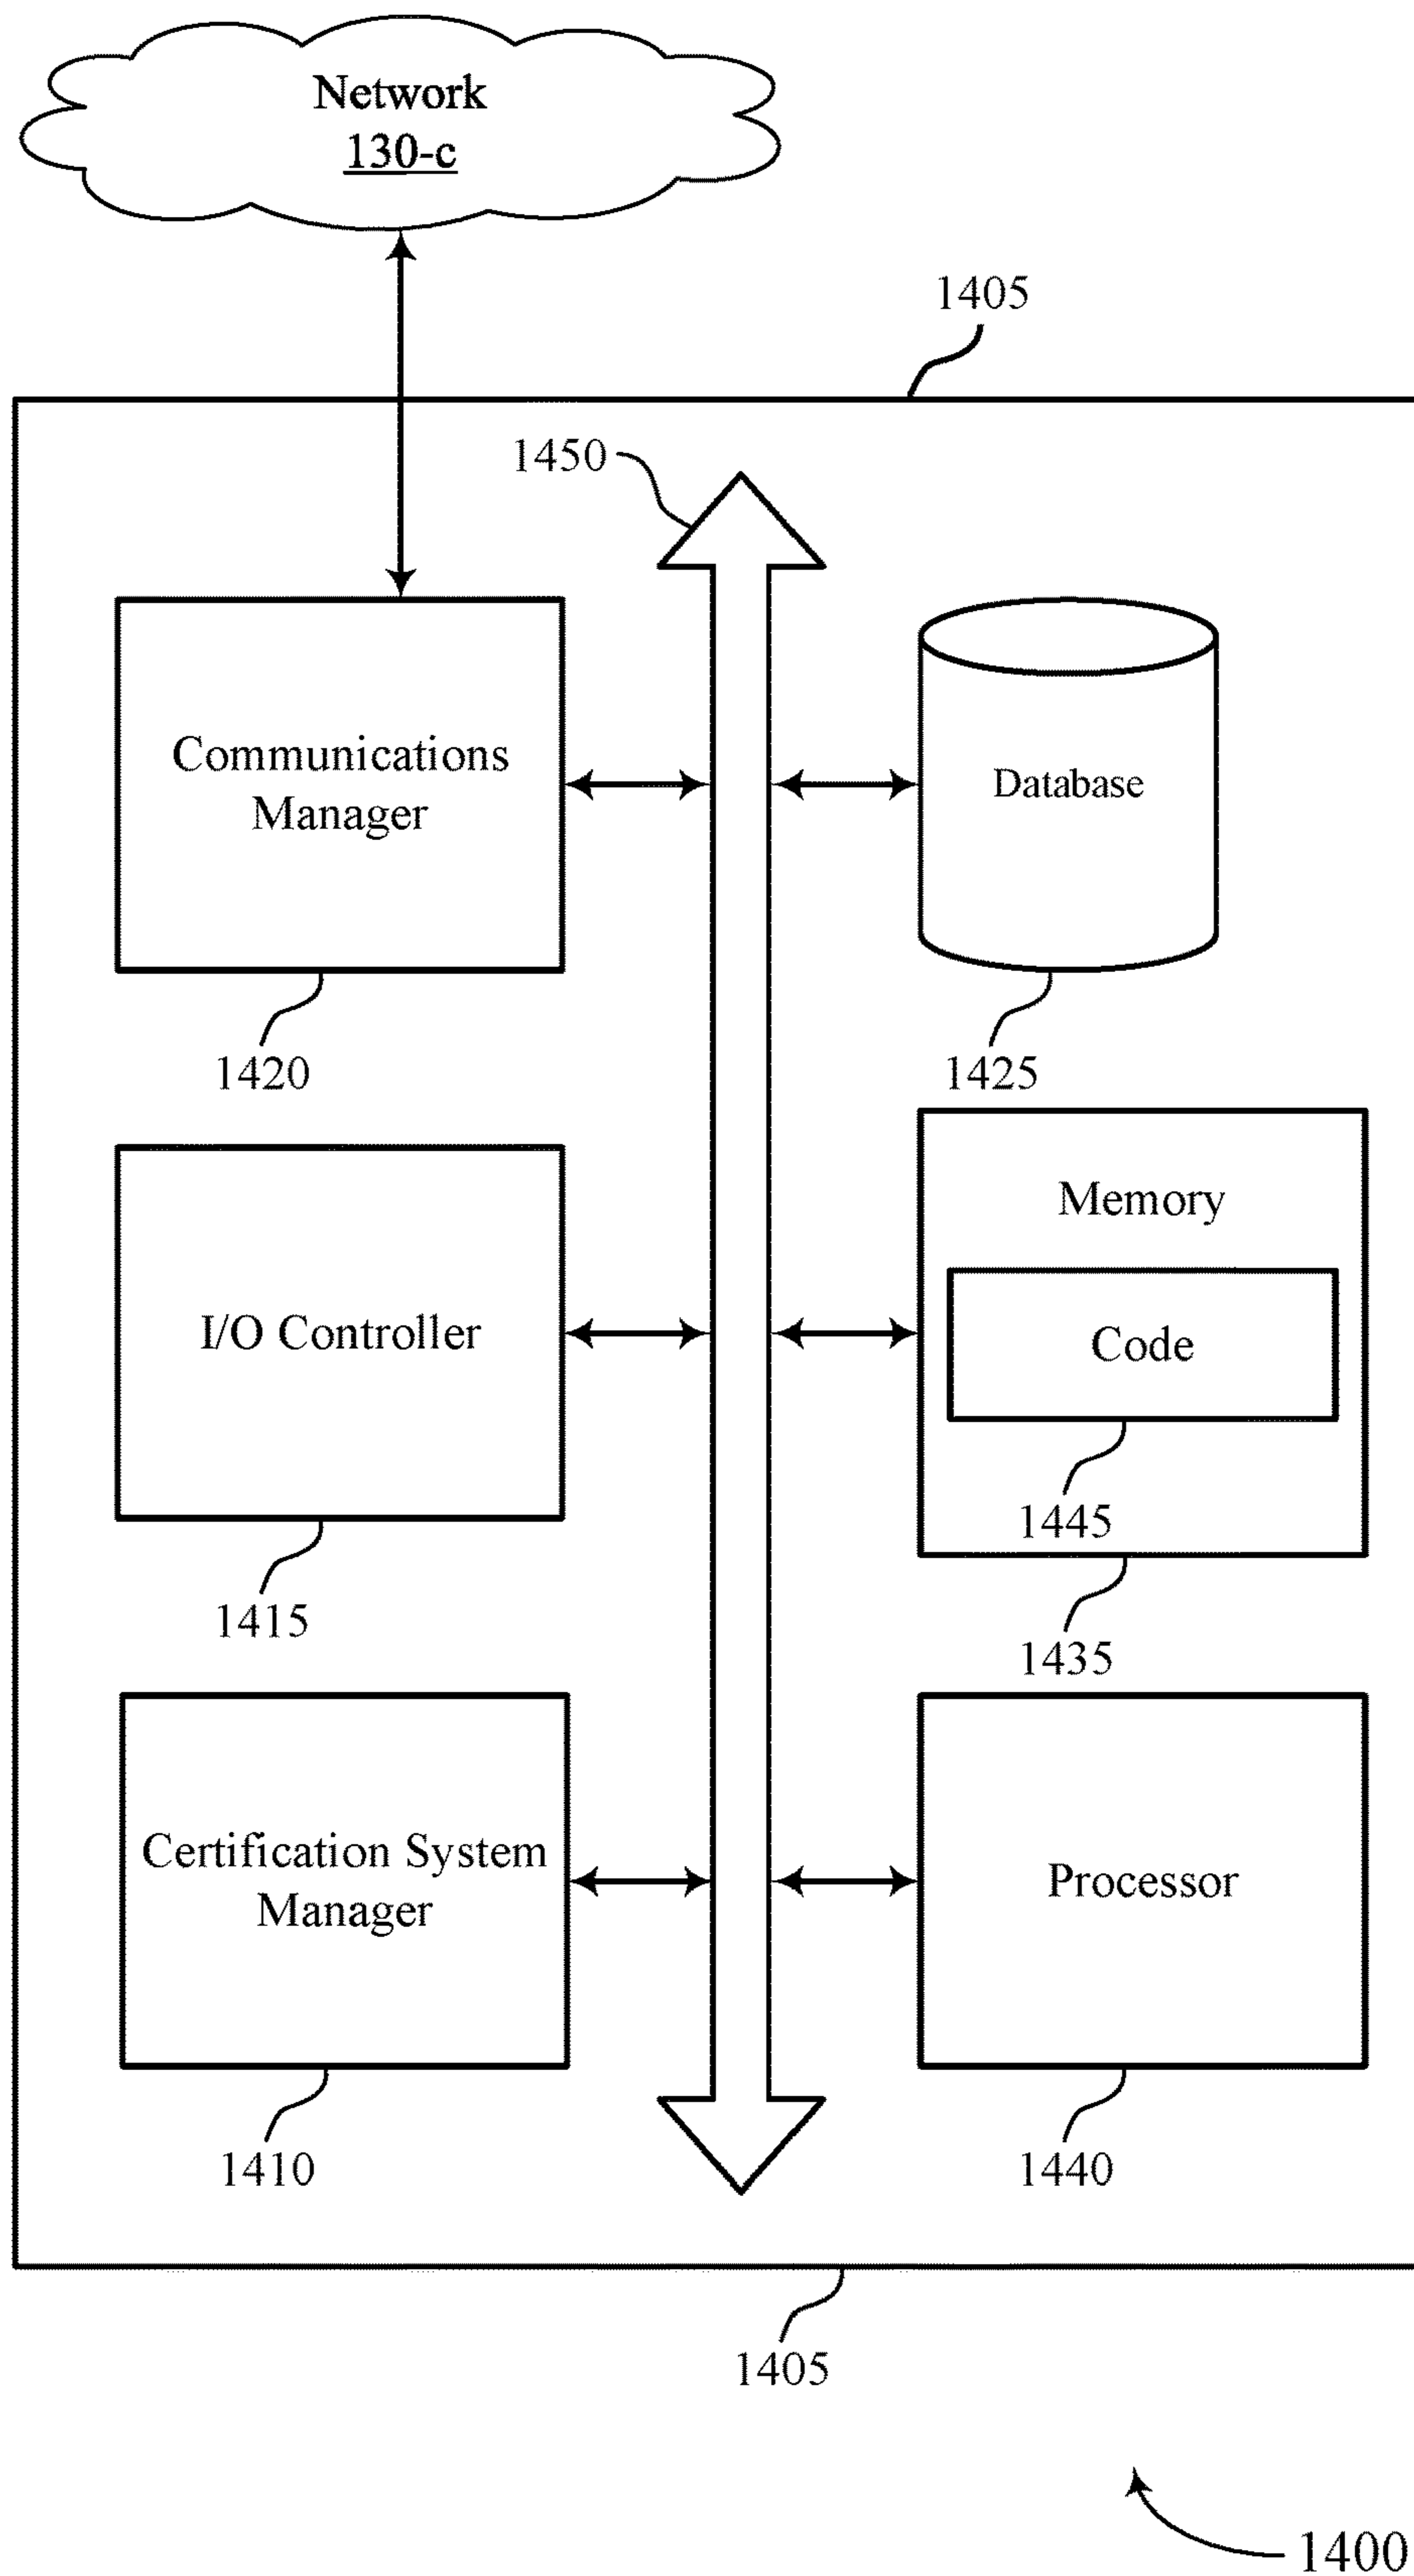 Network
130-c
1405
1450
Communications
Manager
Database
1420
1425
Memory
I/O Controller
Code
1445
1415
1435
Certification System
Manager
Processor
1410
1440
1405
1400